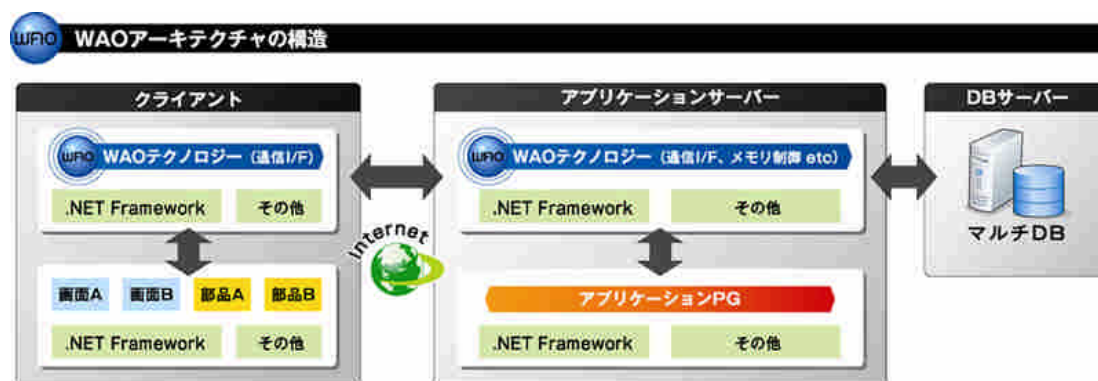 WAO WAOアーキテクチャの構造
クライアント
WAO WAOテクノロジー（通信I/F）
.NET Framework その他
画面A 画面B 部品A 部品B
.NET Framework その他
Internet
アプリケーションサーバー
WAO WAOテクノロジー（通信I/F、メモリ制御 etc）
.NET Framework その他
アプリケーションPG
.NET Framework その他
DBサーバー
マルチDB